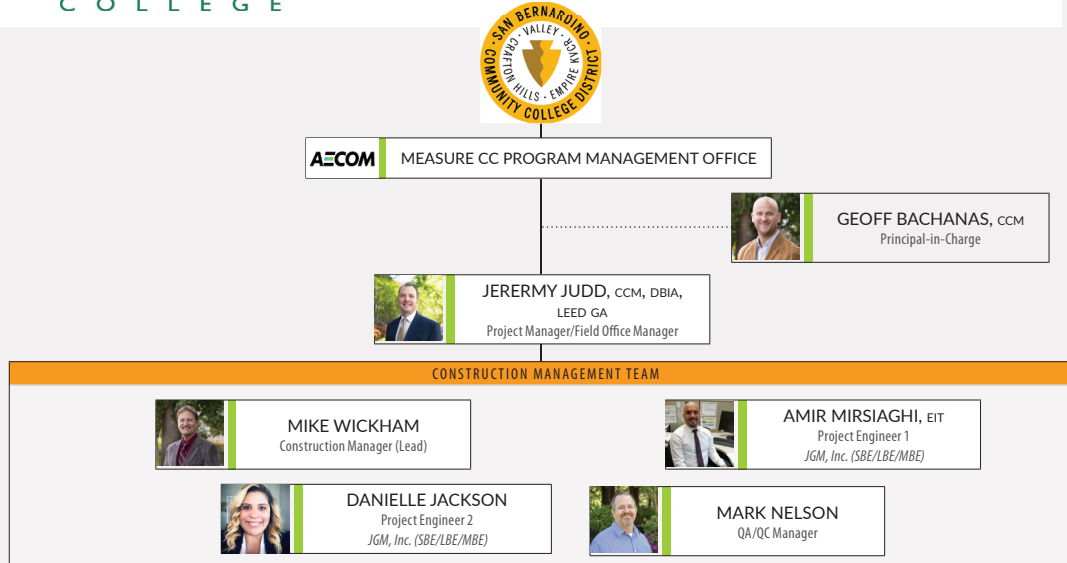 COLLEGE
· SAN BERNARDINO ·
COMMUNITY COLLEGE DISTRICT
· VALLEY ·
CRAFTON HILLS · EMPIRE KVCR
AECOM
MEASURE CC PROGRAM MANAGEMENT OFFICE
GEOFF BACHANAS, CCM
Principal-in-Charge
JERERMY JUDD, CCM, DBIA,
LEED GA
Project Manager/Field Office Manager
CONSTRUCTION MANAGEMENT TEAM
MIKE WICKHAM
Construction Manager (Lead)
AMIR MIRSIAGHI, EIT
Project Engineer 1
JGM, Inc. (SBE/LBE/MBE)
DANIELLE JACKSON
Project Engineer 2
JGM, Inc. (SBE/LBE/MBE)
MARK NELSON
QA/QC Manager